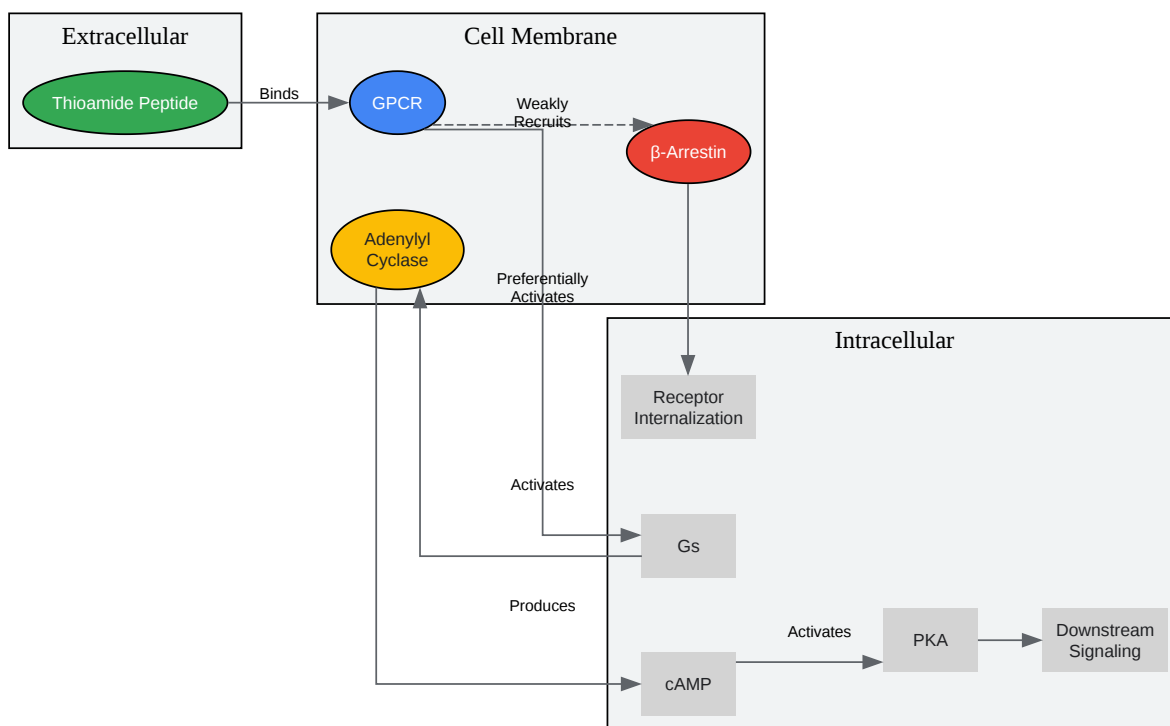 Extracellular
Cell Membrane
Thioamide Peptide
Binds
GPCR
Weakly
Recruits
β-Arrestin
Adenylyl
Cyclase
Preferentially
Activates
Intracellular
Receptor
Internalization
Activates
Gs
Produces
Activates
PKA
Downstream
Signaling
cAMP